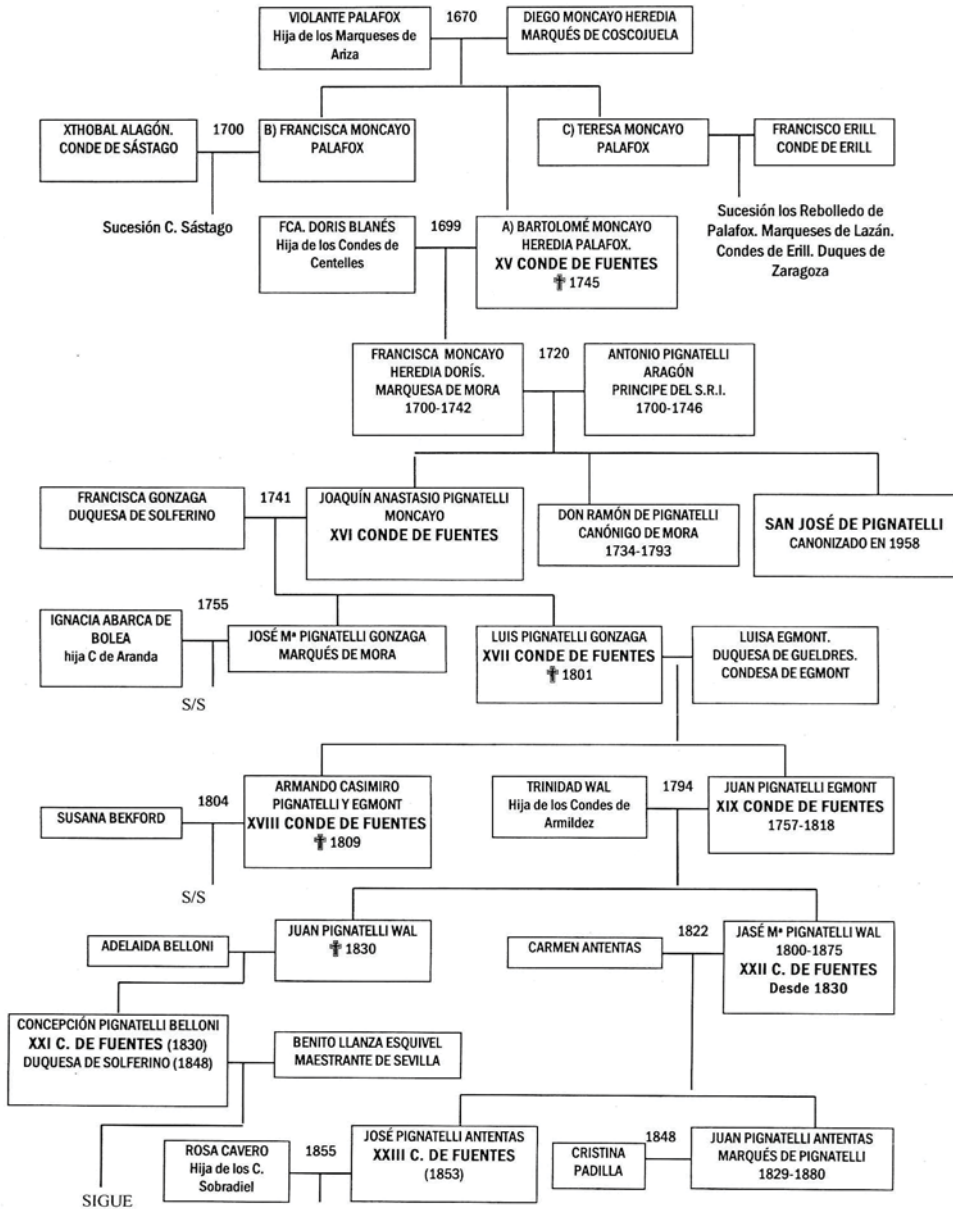 VIOLANTE PALAFOX
Hija de los Marqueses de
Ariza
1670
DIEGO MONCAYO HEREDIA
MARQUÉS DE COSCOJUELA
XTHOBAL ALAGÓN.
CONDE DE SÁSTAGO
1700
B) FRANCISCA MONCAYO
PALAFOX
C) TERESA MONCAYO
PALAFOX
FRANCISCO ERILL
CONDE DE ERILL
Sucesión C. Sástago
FCA. DORIS BLANÉS
Hija de los Condes de
Centelles
1699
A) BARTOLOMÉ MONCAYO
HEREDIA PALAFOX.
XV CONDE DE FUENTES
✟ 1745
Sucesión los Rebolledo de
Palafox. Marqueses de Lazán.
Condes de Erill. Duques de
Zaragoza
FRANCISCA MONCAYO
HEREDIA DORÍS.
MARQUESA DE MORA
1700-1742
1720
ANTONIO PIGNATELLI
ARAGÓN
PRINCIPE DEL S.R.I.
1700-1746
FRANCISCA GONZAGA
DUQUESA DE SOLFERINO
1741
JOAQUÍN ANASTASIO PIGNATELLI
MONCAYO
XVI CONDE DE FUENTES
DON RAMÓN DE PIGNATELLI
CANÓNIGO DE MORA
1734-1793
SAN JOSÉ DE PIGNATELLI
CANONIZADO EN 1958
IGNACIA ABARCA DE
BOLEA
hija C de Aranda
1755
JOSÉ Mª PIGNATELLI GONZAGA
MARQUÉS DE MORA
LUIS PIGNATELLI GONZAGA
XVII CONDE DE FUENTES
✟ 1801
LUISA EGMONT.
DUQUESA DE GUELDRES.
CONDESA DE EGMONT
S/S
SUSANA BEKFORD
1804
ARMANDO CASIMIRO
PIGNATELLI Y EGMONT
XVIII CONDE DE FUENTES
✟ 1809
TRINIDAD WAL
Hija de los Condes de
Armildez
1794
JUAN PIGNATELLI EGMONT
XIX CONDE DE FUENTES
1757-1818
S/S
ADELAIDA BELLONI
JUAN PIGNATELLI WAL
✟ 1830
CARMEN ANTENTAS
1822
JASÉ Mª PIGNATELLI WAL
1800-1875
XXII C. DE FUENTES
Desde 1830
CONCEPCIÓN PIGNATELLI BELLONI
XXI C. DE FUENTES (1830)
DUQUESA DE SOLFERINO (1848)
BENITO LLANZA ESQUIVEL
MAESTRANTE DE SEVILLA
SIGUE
ROSA CAVERO
Hija de los C.
Sobradiel
1855
JOSÉ PIGNATELLI ANTENTAS
XXIII C. DE FUENTES
(1853)
CRISTINA
PADILLA
1848
JUAN PIGNATELLI ANTENTAS
MARQUÉS DE PIGNATELLI
1829-1880